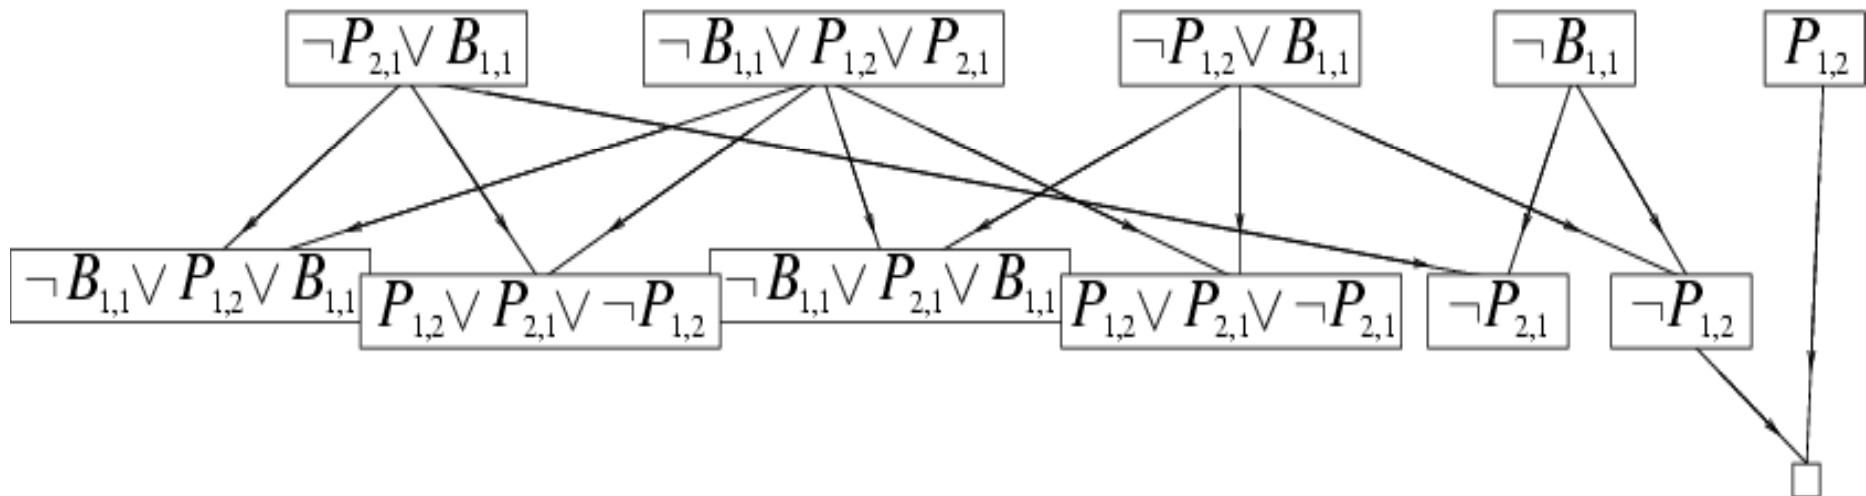 ¬P2,1 ∨ B1,1
¬B1,1 ∨ P1,2 ∨ P2,1
¬P1,2 ∨ B1,1
¬B1,1
P1,2
¬B1,1 ∨ P1,2 ∨ B1,1
P1,2 ∨ P2,1 ∨ ¬P1,2
¬B1,1 ∨ P2,1 ∨ B1,1
P1,2 ∨ P2,1 ∨ ¬P2,1
¬P2,1
¬P1,2